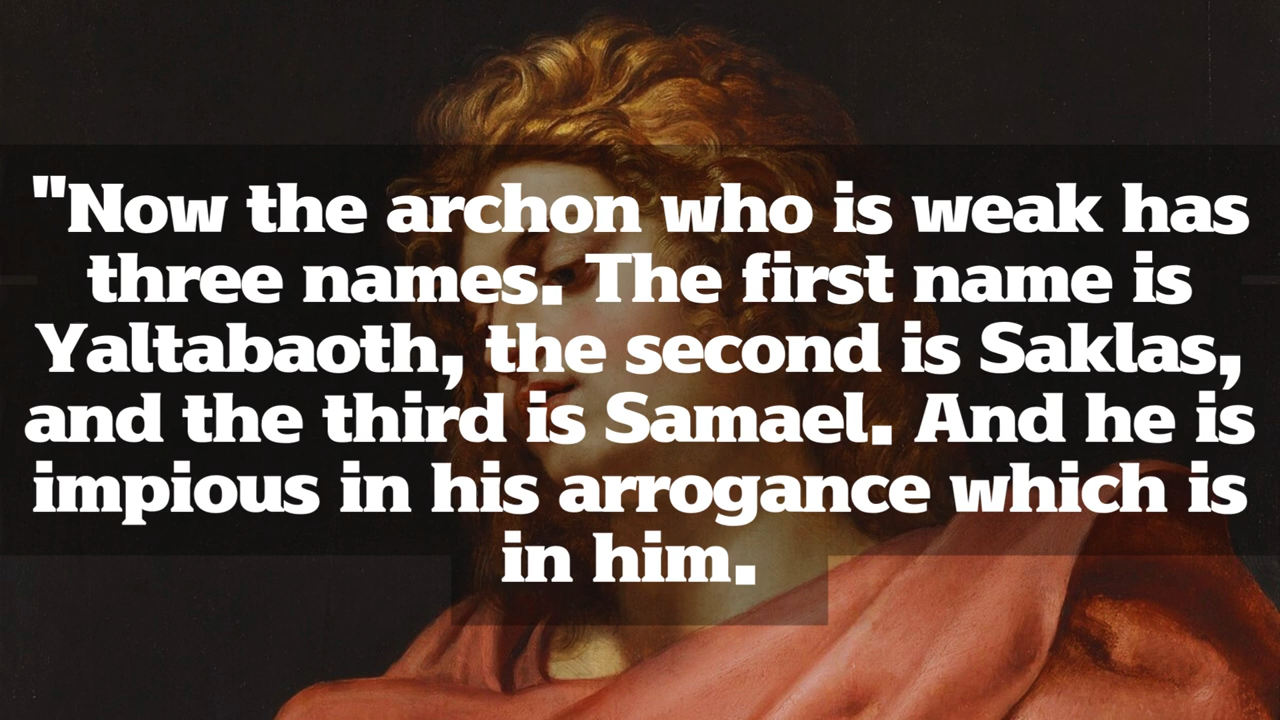 "Now the archon who is weak has
three names. The first name is
Yaltabaoth, the second is Saklas,
and the third is Samael. And he is
impious in his arrogance which is
in him.